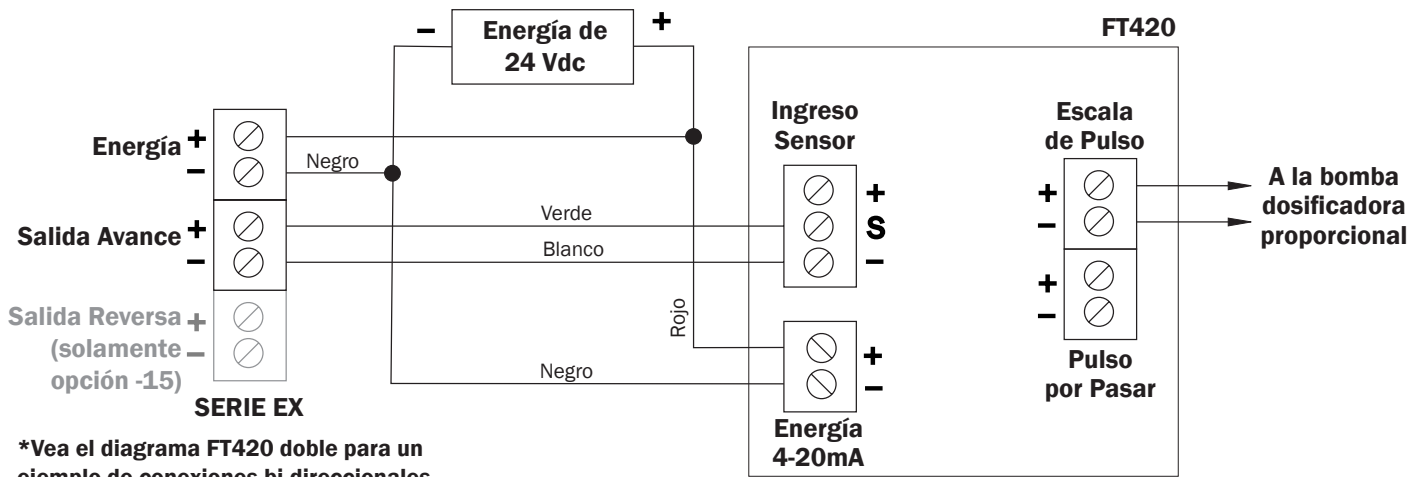 Energía de
24 Vdc
−
+
FT420
Energía
+
−
Negro
Salida Avance
+
−
Verde
Blanco
Salida Reversa
(solamente
opción -15)
+
−
SERIE EX
Rojo
Negro
Ingreso
Sensor
+
S
−
+
−
Energía
4-20mA
Escala
de Pulso
+
−
+
−
Pulso
por Pasar
A la bomba
dosificadora
proporcional
*Vea el diagrama FT420 doble para un
ejemplo de conexiones bi direccionales